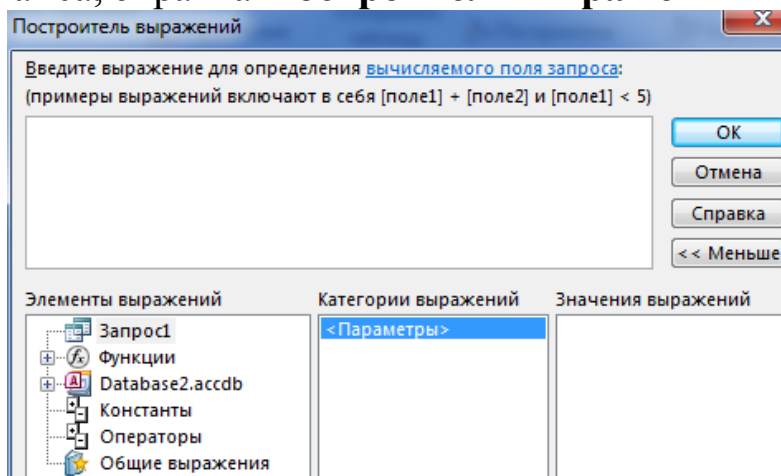 Построитель выражений
Введите выражение для определения вычисляемого поля запроса:
(примеры выражений включают в себя [поле1] + [поле2] и [поле1] < 5)
ОК
Отмена
Справка
<< Меньше
Элементы выражений
Категории выражений
Значения выражений
Запрос1
<Параметры>
Функции
Database2.accdb
Константы
Операторы
Общие выражения